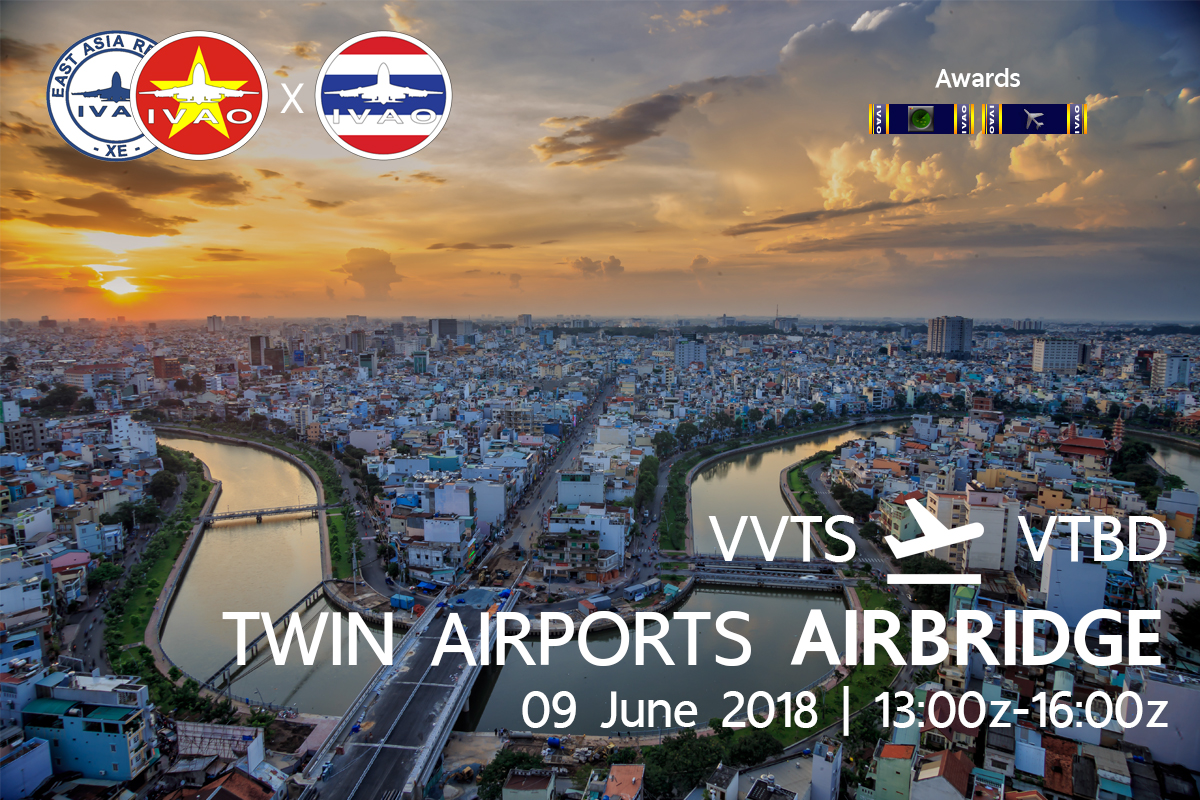 EAST ASIA RE
IVAO
- XE -
IVAO
X
IVAO
Awards
IVAO IVAO IVAO IVAO
VVTS VTBD
TWIN AIRPORTS AIRBRIDGE
09 June 2018 | 13:00z-16:00z